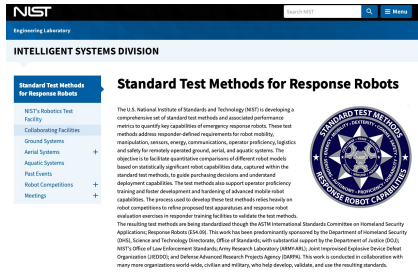 NIST
Search NIST
Menu
Engineering Laboratory
INTELLIGENT SYSTEMS DIVISION
Standard Test Methods
for Response Robots
NIST's Robotics Test
Facility
Collaborating Facilities
Ground Systems
Aerial Systems +
Aquatic Systems
Past Events
Robot Competitions +
Meetings +
Standard Test Methods for Response Robots
The U.S. National Institute of Standards and Technology (NIST) is developing a
comprehensive set of standard test methods and associated performance
metrics to quantify key capabilities of emergency response robots. These test
methods address responder-defined requirements for robot mobility,
manipulation, sensors, energy, communications, operator proficiency, logistics
and safety for remotely operated ground, aerial, and aquatic systems. The
objective is to facilitate quantitative comparisons of different robot models
based on statistically significant robot capabilities data, captured within the
standard test methods, to guide purchasing decisions and understand
deployment capabilities. The test methods also support operator proficiency
training and foster development and hardening of advanced mobile robot
capabilities. The process used to develop these test methods relies heavily on
robot competitions to refine proposed test apparatuses and response robot
evaluation exercises in responder training facilities to validate the test methods.
The resulting test methods are being standardized though the ASTM International Standards Committee on Homeland Security
Applications; Response Robots (E54.09). This work has been predominantly sponsored by the Department of Homeland Security
(DHS), Science and Technology Directorate, Office of Standards; with substantial support by the Department of Justice (DOJ);
NIST's Office of Law Enforcement Standards; Army Research Laboratory (ARMY-ARL); Joint Improvised Explosive Device Defeat
Organization (JIEDDO); and Defense Advanced Research Projects Agency (DARPA). This work is conducted in collaboration with
many more organizations world-wide, civilian and military, who help develop, validate, and use the resulting standards.
STANDARD TEST METHODS
RESPONSE ROBOT CAPABILITIES